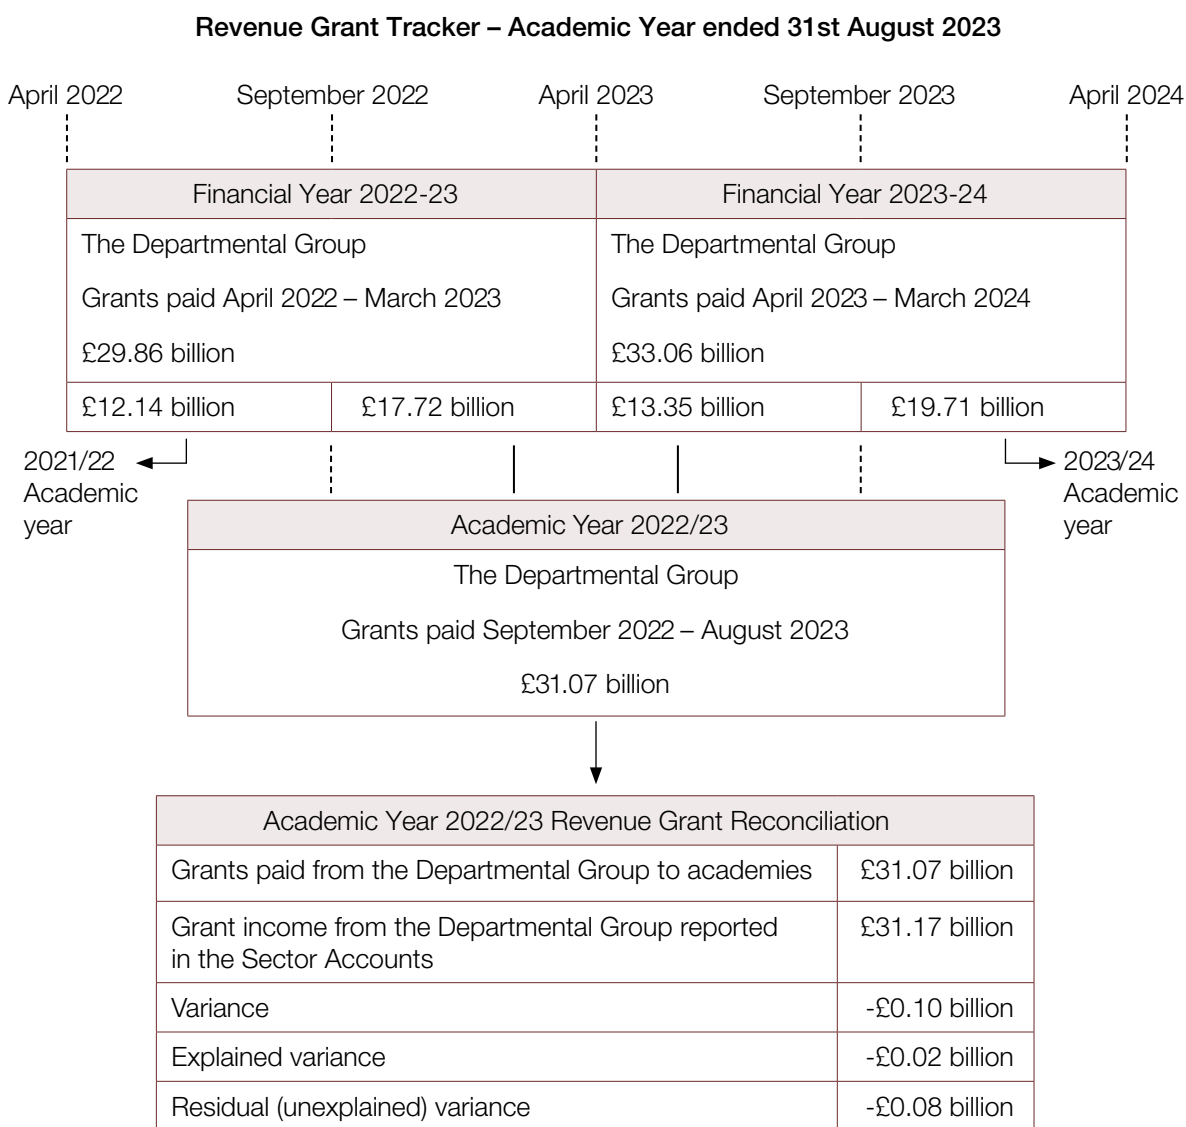 Revenue Grant Tracker – Academic Year ended 31st August 2023
April 2022
September 2022
April 2023
September 2023
April 2024
Financial Year 2022-23
Financial Year 2023-24
The Departmental Group
Grants paid April 2022 – March 2023
£29.86 billion
The Departmental Group
Grants paid April 2023 – March 2024
£33.06 billion
£12.14 billion
£17.72 billion
£13.35 billion
£19.71 billion
2021/22
Academic
year
2023/24
Academic
year
Academic Year 2022/23
The Departmental Group
Grants paid September 2022 – August 2023
£31.07 billion
Academic Year 2022/23 Revenue Grant Reconciliation
Grants paid from the Departmental Group to academies
£31.07 billion
Grant income from the Departmental Group reported
in the Sector Accounts
£31.17 billion
Variance
-£0.10 billion
Explained variance
-£0.02 billion
Residual (unexplained) variance
-£0.08 billion